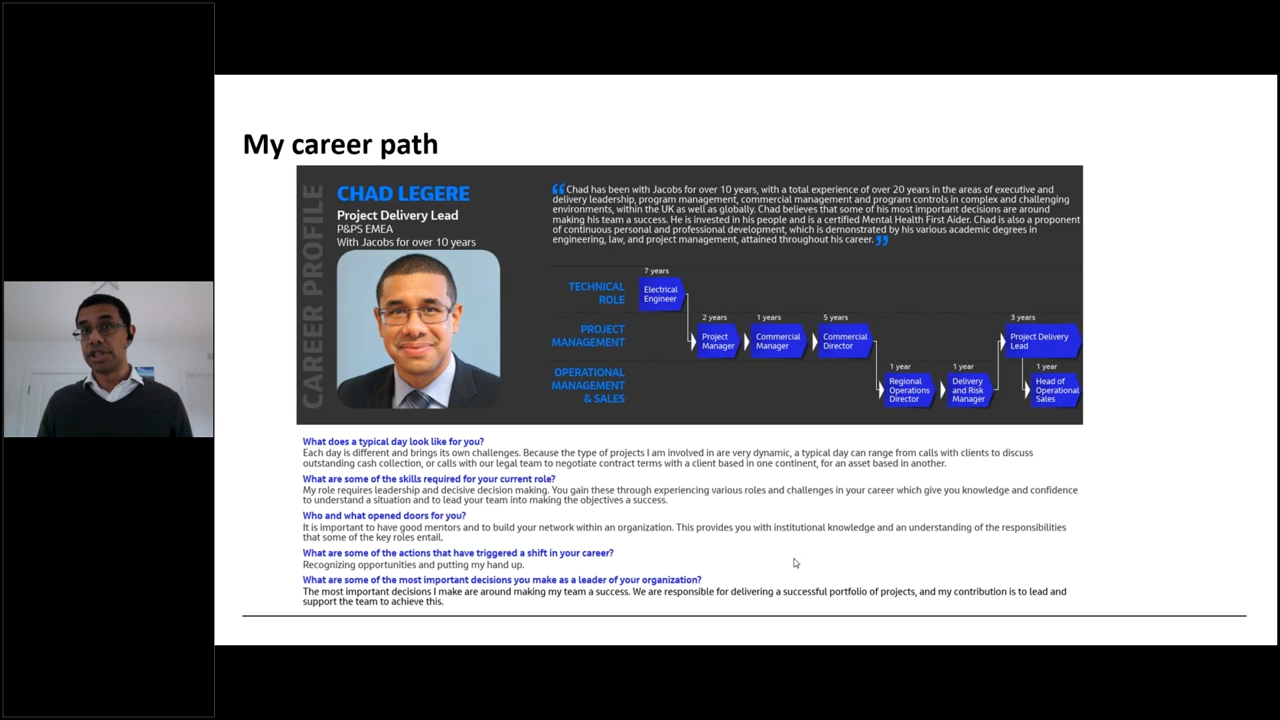 My career path
CAREER PROFILE
CHAD LEGERE
Project Delivery Lead
P&PS EMEA
With Jacobs for over 10 years
“ Chad has been with Jacobs for over 10 years, with a total experience of over 20 years in the areas of executive and
delivery leadership, program management, commercial management and program controls in complex and challenging
environments, within the UK as well as globally. Chad believes that some of his most important decisions are around
making his team a success. He is invested in his people and is a certified Mental Health First Aider. Chad is also a proponent
of continuous personal and professional development, which is demonstrated by his various academic degrees in
engineering, law, and project management, attained throughout his career. ”
TECHNICAL
ROLE
7 years
Electrical
Engineer
PROJECT
MANAGEMENT
2 years
Project
Manager
1 years
Commercial
Manager
5 years
Commercial
Director
3 years
Project Delivery
Lead
OPERATIONAL
MANAGEMENT
& SALES
1 year
Regional
Operations
Director
1 year
Delivery
and Risk
Manager
1 year
Head of
Operational
Sales
What does a typical day look like for you?
Each day is different and brings its own challenges. Because the type of projects I am involved in are very dynamic, a typical day can range from calls with clients to discuss
outstanding cash collection, or calls with our legal team to negotiate contract terms with a client based in one continent, for an asset based in another.
What are some of the skills required for your current role?
My role requires leadership and decisive decision making. You gain these through experiencing various roles and challenges in your career which give you knowledge and confidence
to understand a situation and to lead your team into making the objectives a success.
Who and what opened doors for you?
It is important to have good mentors and to build your network within an organization. This provides you with institutional knowledge and an understanding of the responsibilities
that some of the key roles entail.
What are some of the actions that have triggered a shift in your career?
Recognizing opportunities and putting my hand up.
What are some of the most important decisions you make as a leader of your organization?
The most important decisions I make are around making my team a success. We are responsible for delivering a successful portfolio of projects, and my contribution is to lead and
support the team to achieve this.